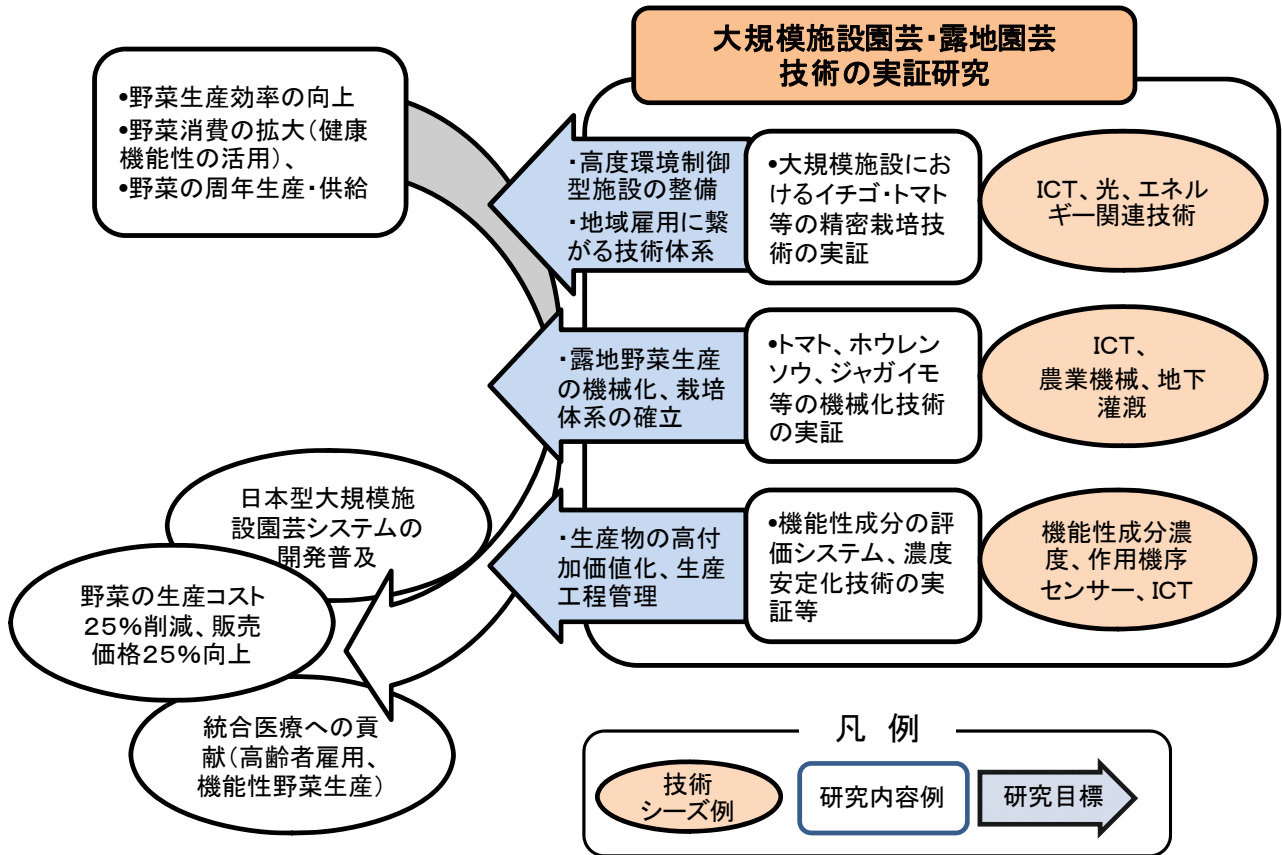 大規模施設園芸・露地園芸
技術の実証研究
•野菜生産効率の向上
•野菜消費の拡大(健康
機能性の活用)、
•野菜の周年生産・供給
・高度環境制御
型施設の整備
・地域雇用に繋
がる技術体系
•大規模施設にお
けるイチゴ・トマト
等の精密栽培技
術の実証
ICT、光、エネル
ギー関連技術
・露地野菜生産
の機械化、栽培
体系の確立
•トマト、ホウレン
ソウ、ジャガイモ
等の機械化技術
の実証
ICT、
農業機械、地下
灌漑
・生産物の高付
加価値化、生産
工程管理
•機能性成分の評
価システム、濃度
安定化技術の実
証等
機能性成分濃
度、作用機序
センサー、ICT
日本型大規模施
設園芸システムの
開発普及
野菜の生産コスト
25%削減、販売
価格25%向上
統合医療への貢
献(高齢者雇用、
機能性野菜生産)
凡 例
技術
シーズ例
研究内容例
研究目標